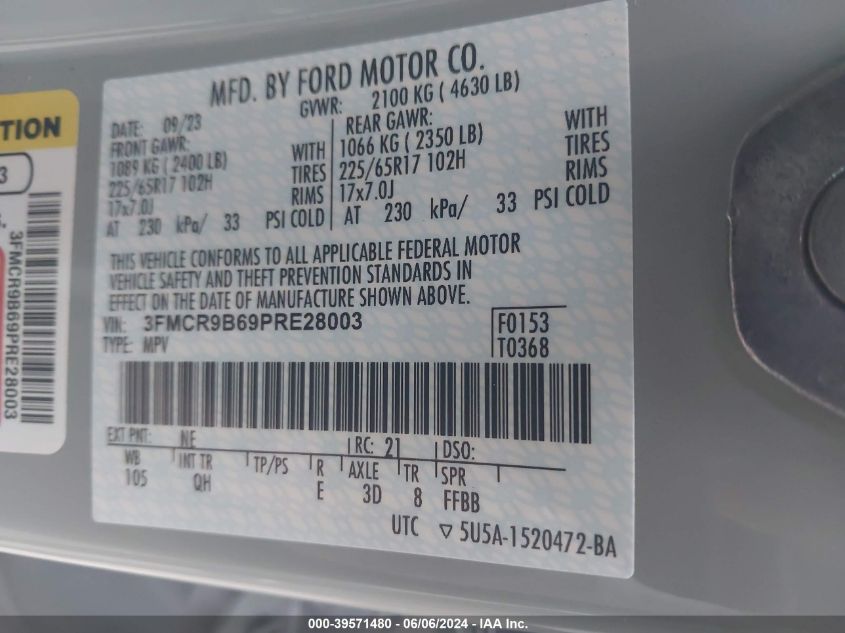 MFD. BY FORD MOTOR CO.
GVWR: 2100 KG ( 4630 LB)
DATE: 09/23
FRONT GAWR:
1089 KG ( 2400 LB) WITH
225/65R17 102H TIRES
17x7.0J RIMS
AT 230 kPa/ 33 PSI COLD
REAR GAWR:
1066 KG ( 2350 LB) WITH
225/65R17 102H TIRES
17x7.0J RIMS
AT 230 kPa/ 33 PSI COLD
THIS VEHICLE CONFORMS TO ALL APPLICABLE FEDERAL MOTOR
VEHICLE SAFETY AND THEFT PREVENTION STANDARDS IN
EFFECT ON THE DATE OF MANUFACTURE SHOWN ABOVE.
VIN: 3FMCR9B69PRE28003
TYPE: MPV
F0153
T0368
EXT PNT: NE RC: 21 DSO:
WB INT TR TP/PS R AXLE TR SPR
105 QH E 3D 8 FFBB
UTC ▽ 5U5A-1520472-BA
TION
3
3FMCR9B69PRE28003
000-39571480 - 06/06/2024 - IAA Inc.